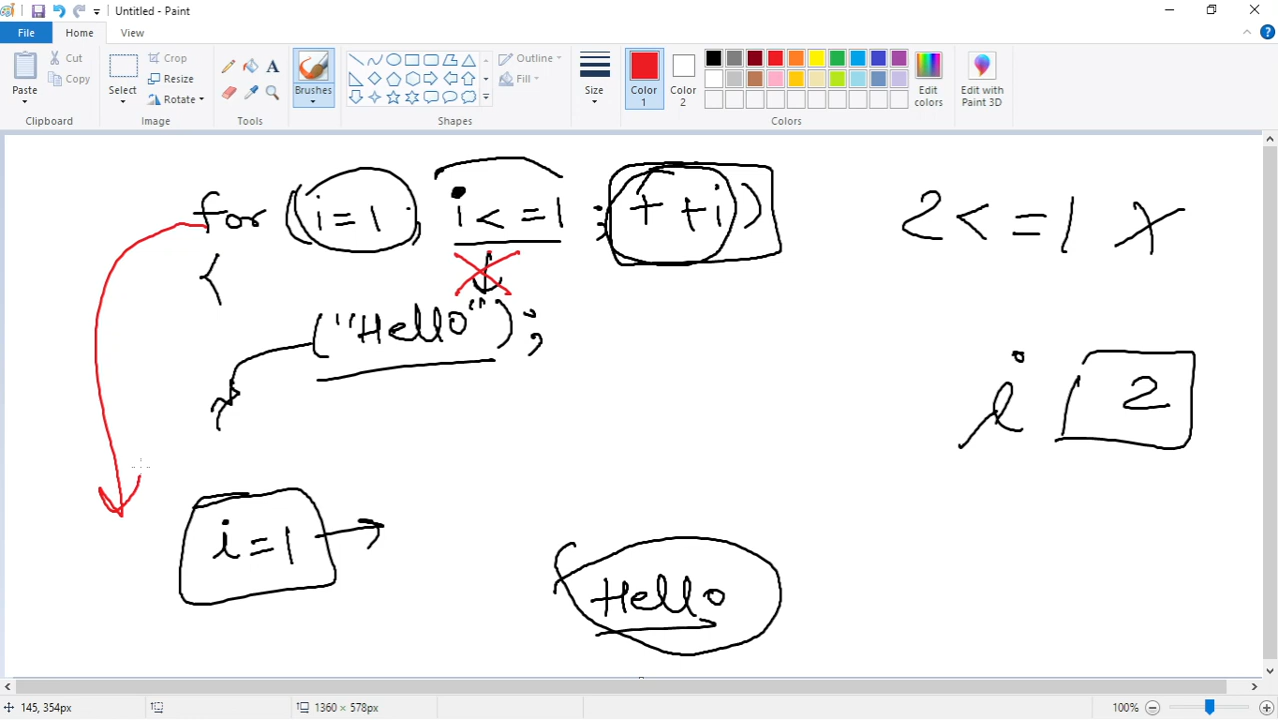 Untitled - Paint
File Home View
Paste
Cut
Copy
Clipboard
Select
Crop
Resize
Rotate
Image
Tools
Brushes
Outline
Fill
Shapes
Size
Color 1
Color 2
Edit colors
Colors
Edit with Paint 3D
for (i=1; i<=1; ++i) 2<=1 X
("Hello");
i 2
i=1
Hello
145, 354px 1360 × 578px 100%